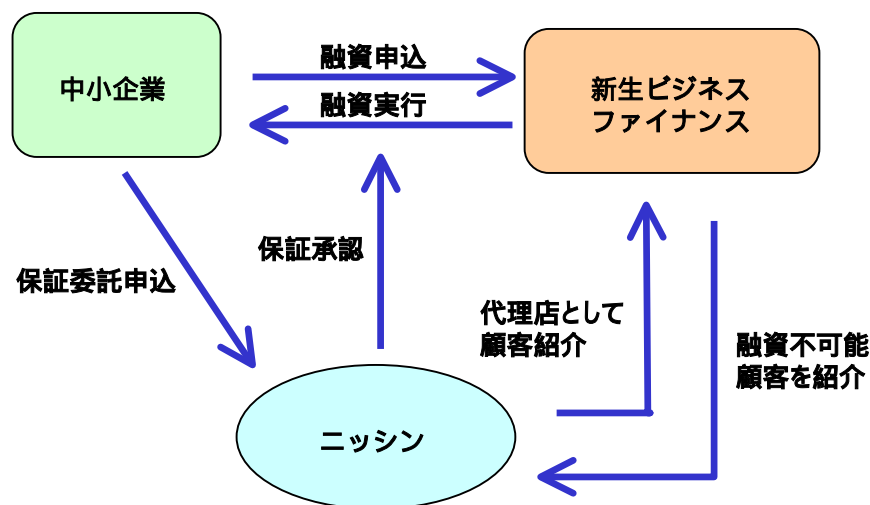 中小企業
融資申込
融資実行
新生ビジネス
ファイナンス
保証委託申込
保証承認
代理店として
顧客紹介
融資不可能
顧客を紹介
ニッシン